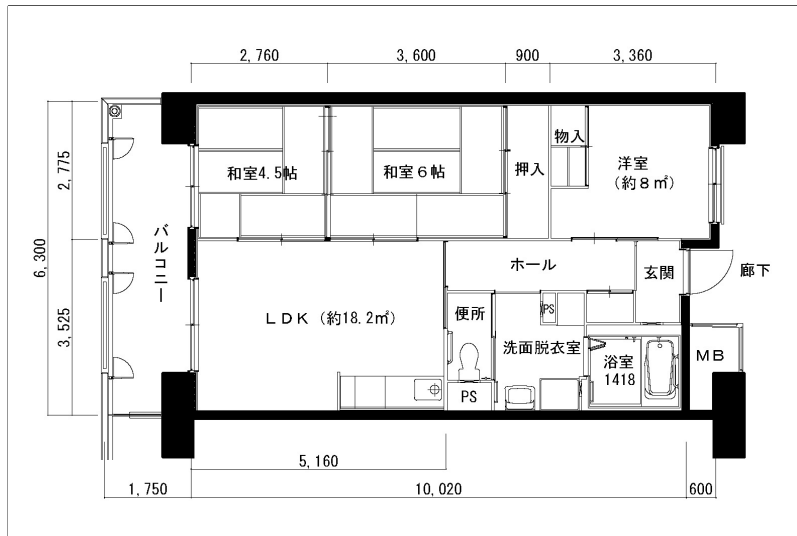 2,760
3,600
900
3,360
2,775
6,300
3,525
和室4.5帖
和室６帖
押入
物入
洋室
(約８㎡)
バルコニー
ホール
玄関
廊下
ＬＤＫ (約18.2㎡)
便所
PS
洗面脱衣室
浴室
1418
ＭＢ
PS
5,160
1,750
10,020
600